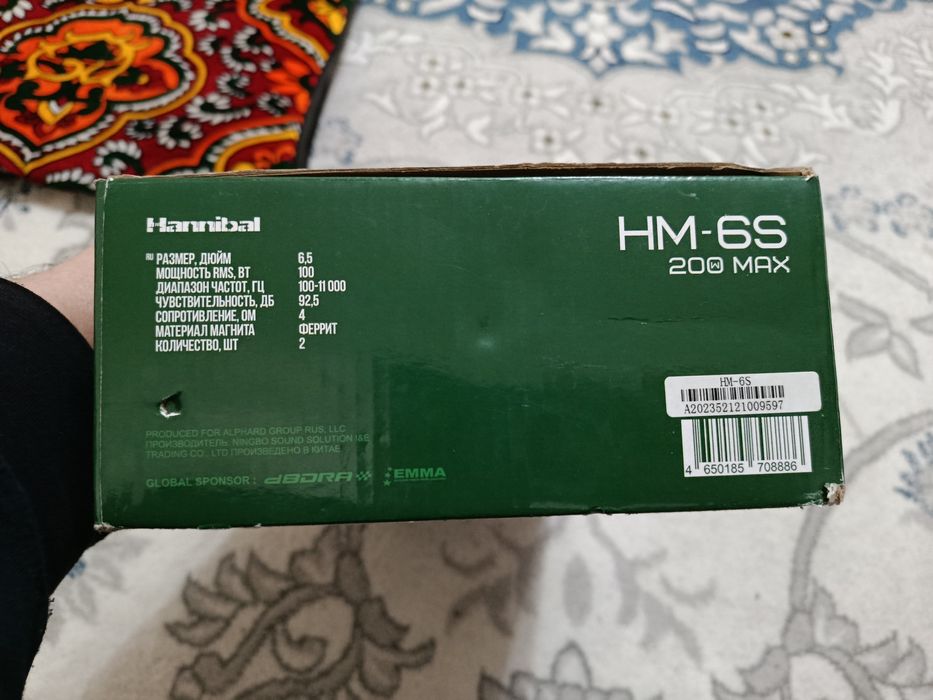 Hannibal
RU РАЗМЕР, ДЮЙМ 6,5
МОЩНОСТЬ RMS, ВТ 100
ДИАПАЗОН ЧАСТОТ, ГЦ 100-11 000
ЧУВСТВИТЕЛЬНОСТЬ, ДБ 92,5
СОПРОТИВЛЕНИЕ, ОМ 4
МАТЕРИАЛ МАГНИТА ФЕРРИТ
КОЛИЧЕСТВО, ШТ 2
HM-6S
200W MAX
HM-6S
A202352121009597
4 650185 708886
PRODUCED FOR ALPHARD GROUP RUS, LLC
ПРОИЗВОДИТЕЛЬ: NINGBO SOUND SOLUTION I&E
TRADING CO., LTD ПРОИЗВЕДЕНО В КИТАЕ
GLOBAL SPONSOR : dBDRA EMMA